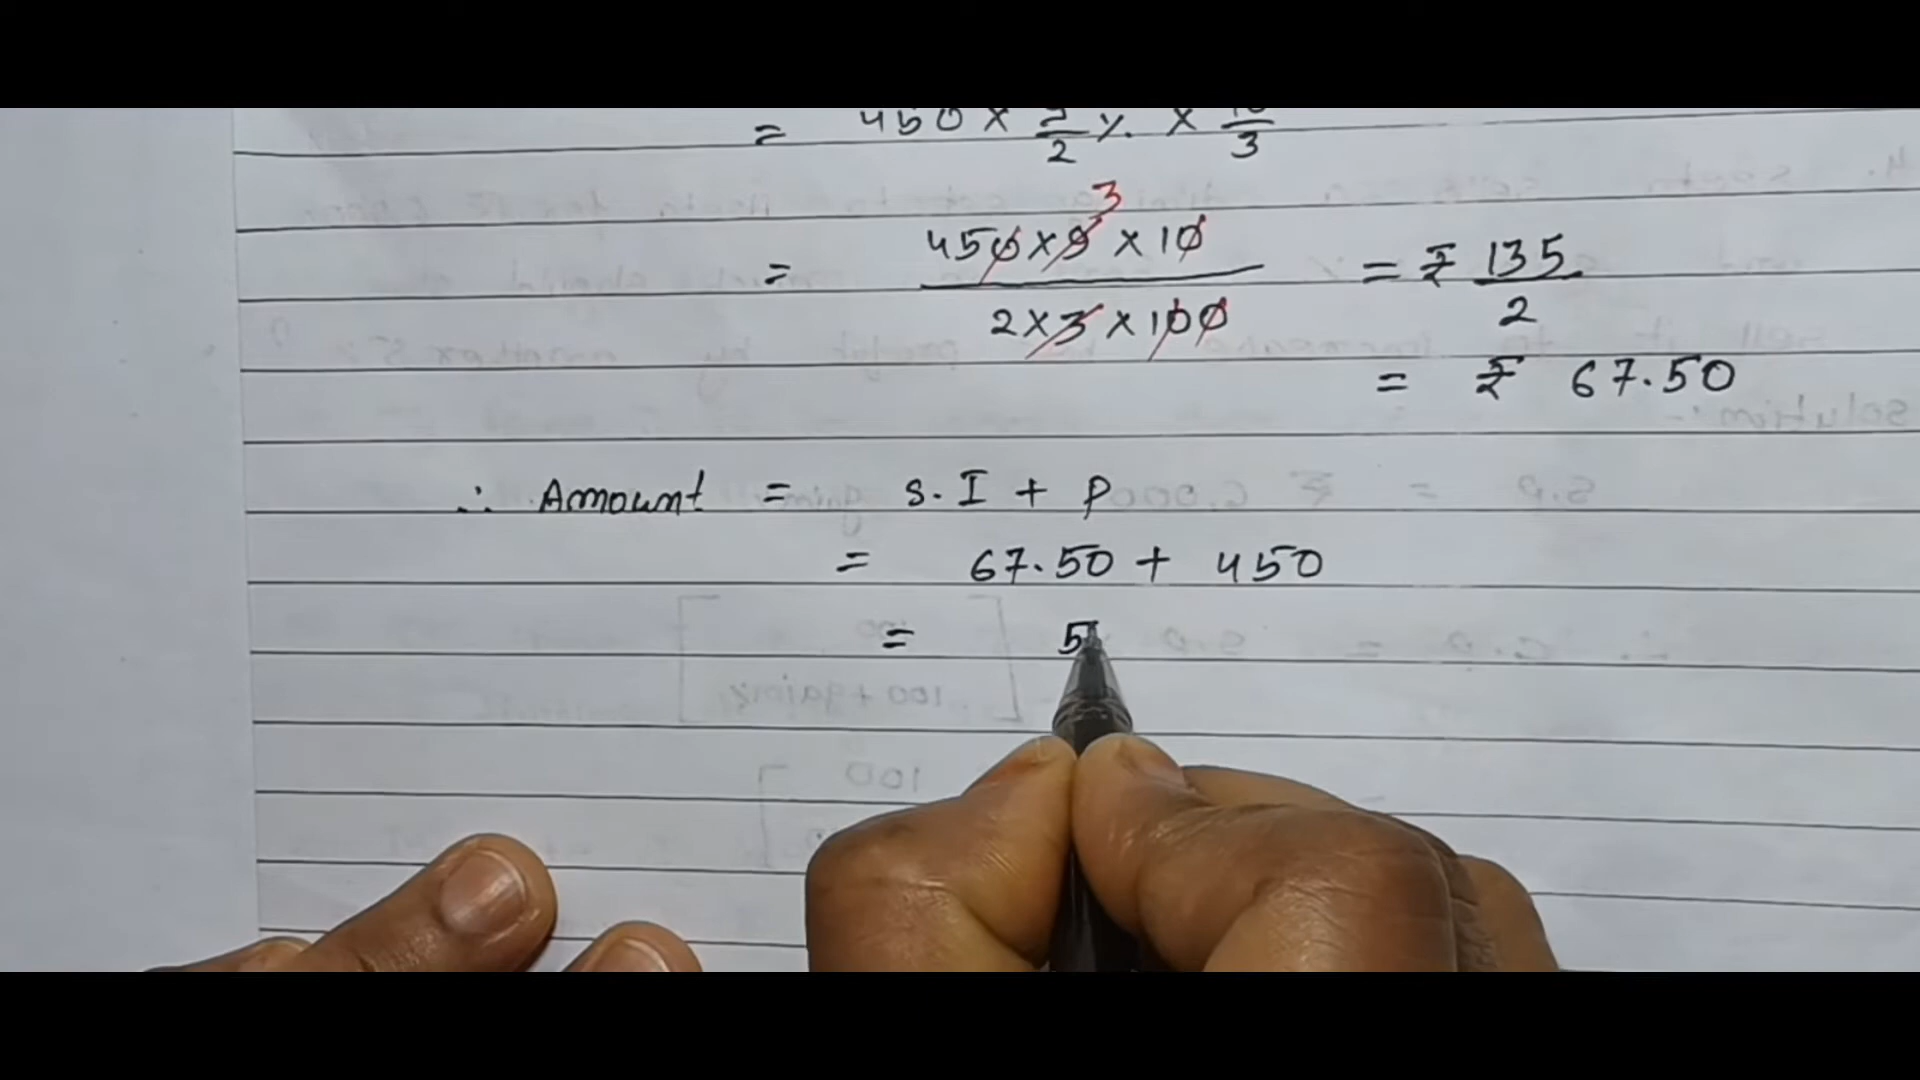 = 450 × 9/2 % × 10/3
3
= 450 × 9 × 10 / 2 × 3 × 100 = ₹ 135/2
= ₹ 67.50
∴ Amount = S.I + P
= 67.50 + 450
= 5